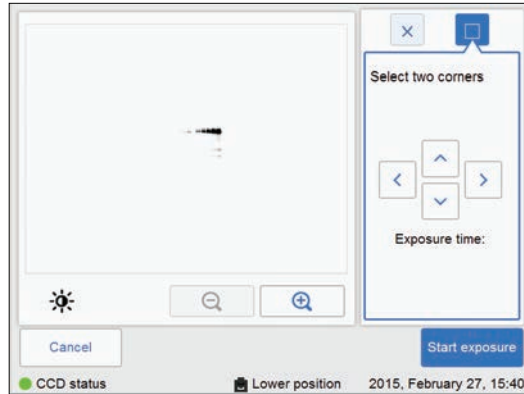 Select two corners
Exposure time:
Cancel
Start exposure
CCD status
Lower position
2015, February 27, 15:40